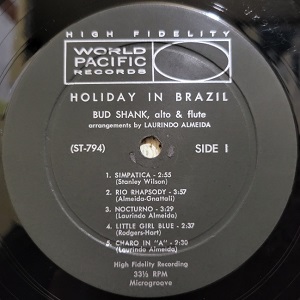 HIGH FIDELITY
WORLD
PACIFIC
RECORDS
HOLIDAY IN BRAZIL
BUD SHANK, alto & flute
arrangements by LAURINDO ALMEIDA
(ST-794) SIDE 1
1. SIMPATICA - 2:55
(Stanley Wilson)
2. RIO RHAPSODY - 3:57
(Almeida-Gnattali)
3. NOCTURNO - 3:29
(Laurindo Almeida)
4. LITTLE GIRL BLUE - 2:37
(Rodgers-Hart)
5. CHARO IN "A" - 2:30
(Laurindo Almeida)
High Fidelity Recording
33⅓ RPM
Microgroove